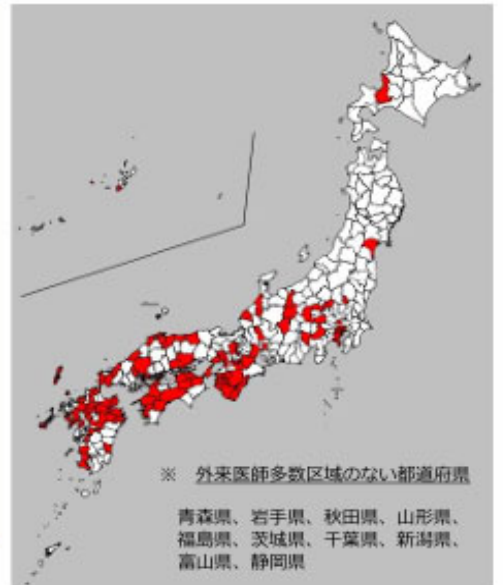 ※ 外来医師多数区域のない都道府県
青森県、岩手県、秋田県、山形県、
福島県、茨城県、千葉県、新潟県、
富山県、静岡県